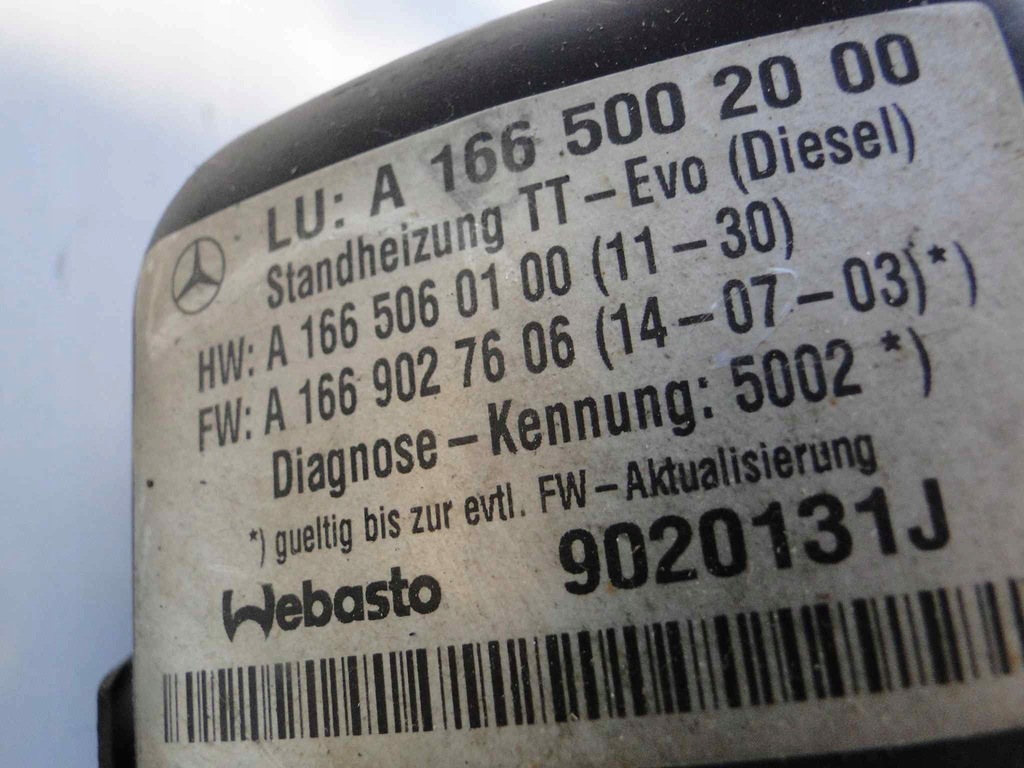 LU: A 166 500 20 00
Standheizung TT-Evo (Diesel)
HW: A 166 506 01 00 (11-30)
FW: A 166 902 76 06 (14-07-03)*)
Diagnose-Kennung: 5002 *)
*) gueltig bis zur evtl. FW-Aktualisierung
Webasto 9020131J